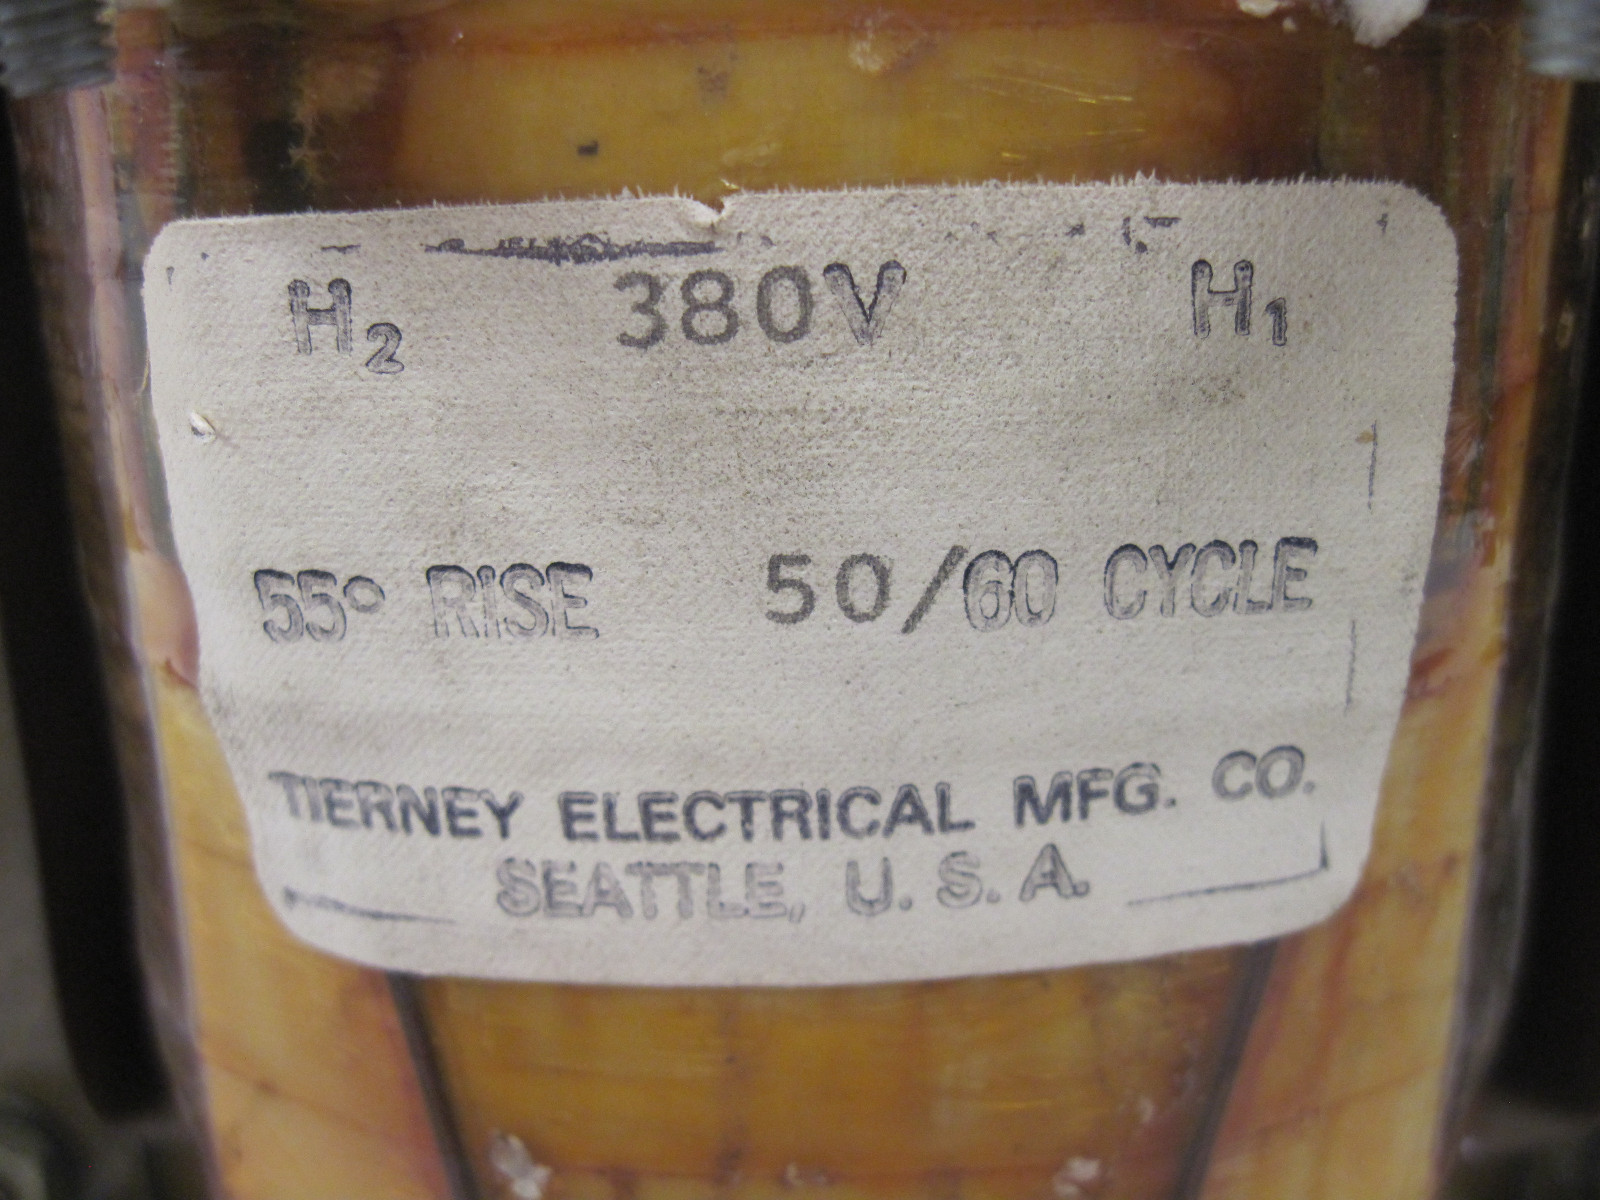 H2 380V H1
55° RISE 50/60 CYCLE
TIERNEY ELECTRICAL MFG. CO.
SEATTLE, U. S. A.